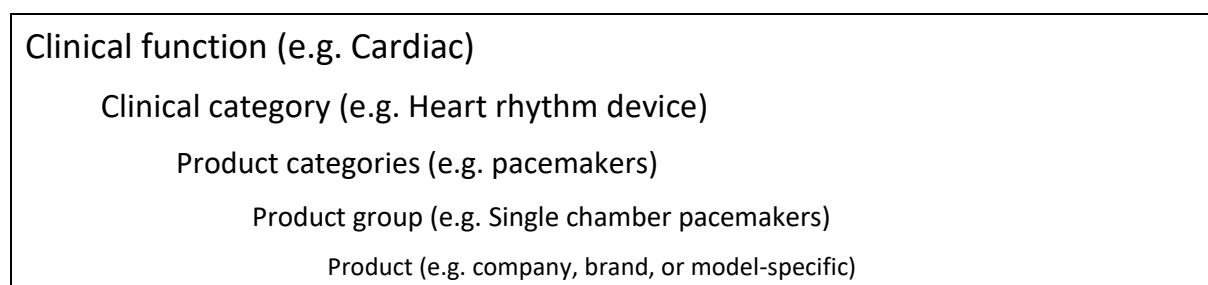 Clinical function (e.g. Cardiac)
Clinical category (e.g. Heart rhythm device)
Product categories (e.g. pacemakers)
Product group (e.g. Single chamber pacemakers)
Product (e.g. company, brand, or model-specific)